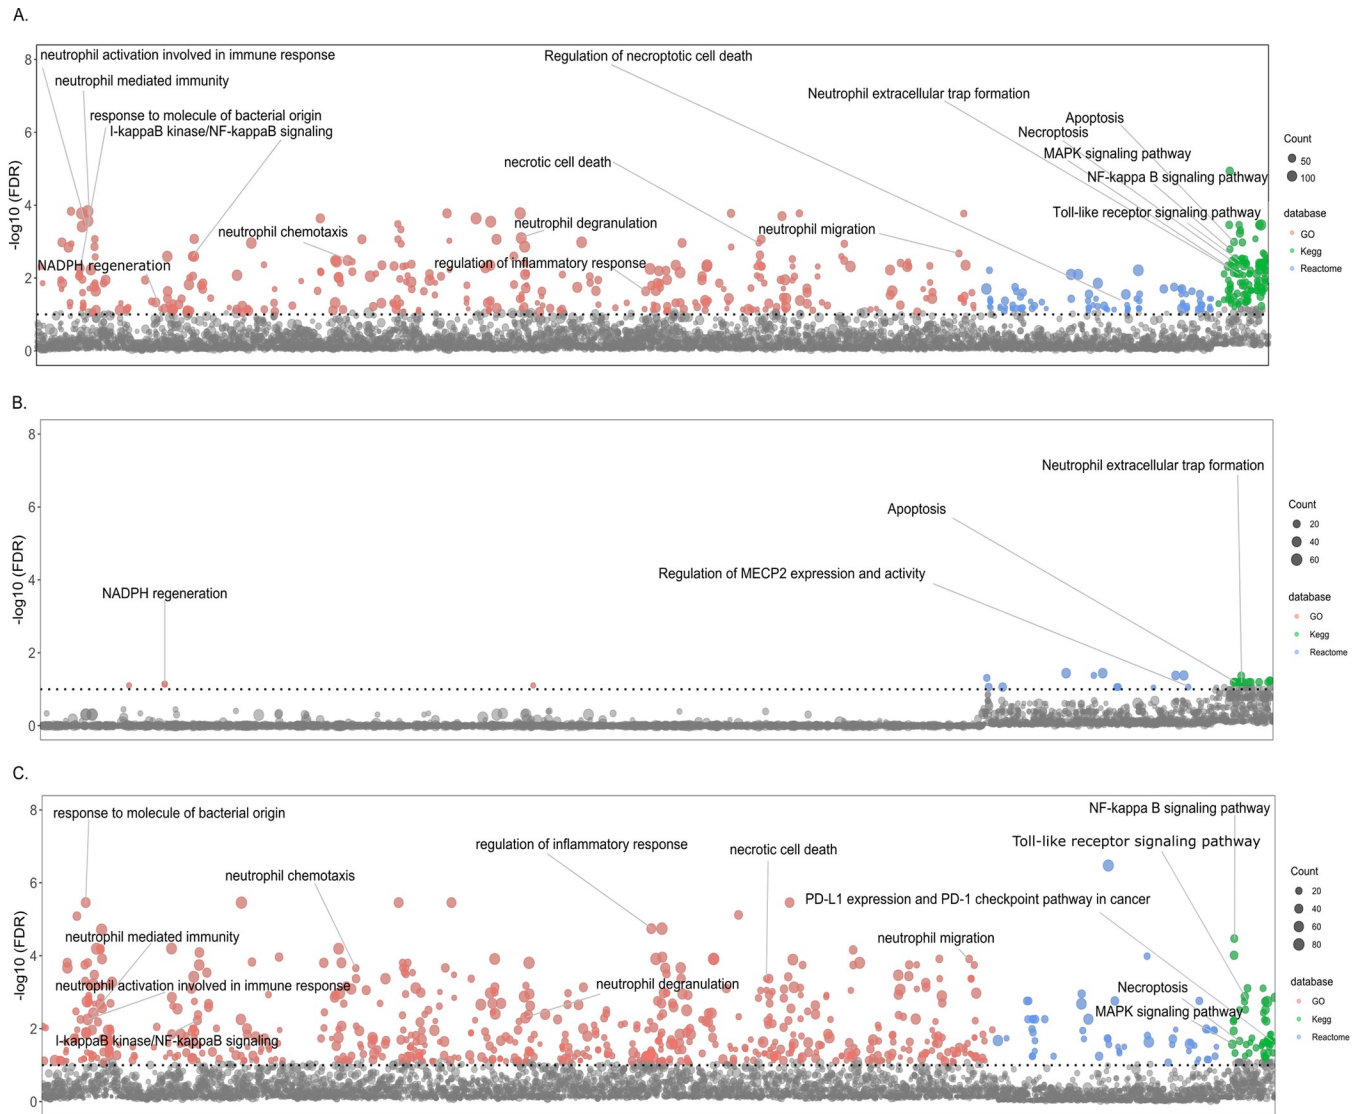 A.
neutrophil activation involved in immune response
neutrophil mediated immunity
response to molecule of bacterial origin
I-kappaB kinase/NF-kappaB signaling
Regulation of necroptotic cell death
Neutrophil extracellular trap formation
Apoptosis
Necroptosis
MAPK signaling pathway
NF-kappa B signaling pathway
Toll-like receptor signaling pathway
necrotic cell death
neutrophil degranulation
neutrophil chemotaxis
neutrophil migration
NADPH regeneration
regulation of inflammatory response
-log10 (FDR)
8
6
4
2
0
Count
50
100
database
GO
Kegg
Reactome
B.
Neutrophil extracellular trap formation
Apoptosis
Regulation of MECP2 expression and activity
NADPH regeneration
-log10 (FDR)
8
6
4
2
0
Count
20
40
60
database
GO
Kegg
Reactome
C.
response to molecule of bacterial origin
NF-kappa B signaling pathway
Toll-like receptor signaling pathway
regulation of inflammatory response
necrotic cell death
neutrophil chemotaxis
PD-L1 expression and PD-1 checkpoint pathway in cancer
neutrophil mediated immunity
neutrophil migration
neutrophil activation involved in immune response
neutrophil degranulation
Necroptosis
MAPK signaling pathway
I-kappaB kinase/NF-kappaB signaling
-log10 (FDR)
8
6
4
2
0
Count
20
40
60
80
database
GO
Kegg
Reactome